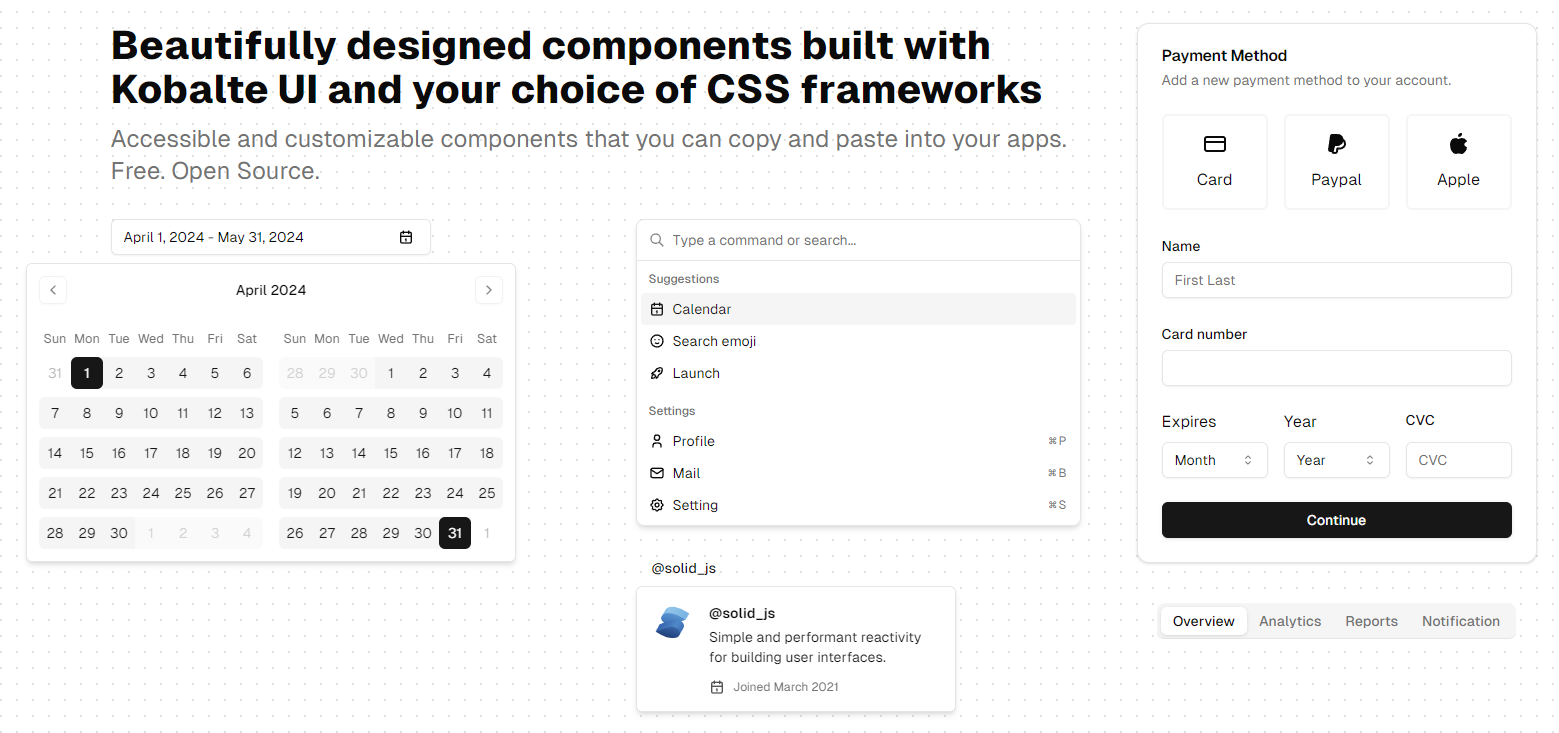 Beautifully designed components built with
Kobalte UI and your choice of CSS frameworks
Accessible and customizable components that you can copy and paste into your apps.
Free. Open Source.
April 1, 2024 - May 31, 2024
April 2024
Sun Mon Tue Wed Thu Fri Sat Sun Mon Tue Wed Thu Fri Sat
31 1 2 3 4 5 6 28 29 30 1 2 3 4
7 8 9 10 11 12 13 5 6 7 8 9 10 11
14 15 16 17 18 19 20 12 13 14 15 16 17 18
21 22 23 24 25 26 27 19 20 21 22 23 24 25
28 29 30 1 2 3 4 26 27 28 29 30 31 1
Type a command or search...
Suggestions
Calendar
Search emoji
Launch
Settings
Profile ⌘P
Mail ⌘B
Setting ⌘S
@solid_js
@solid_js
Simple and performant reactivity
for building user interfaces.
Joined March 2021
Payment Method
Add a new payment method to your account.
Card Paypal Apple
Name
First Last
Card number
Expires Year CVC
Month Year CVC
Continue
Overview Analytics Reports Notification